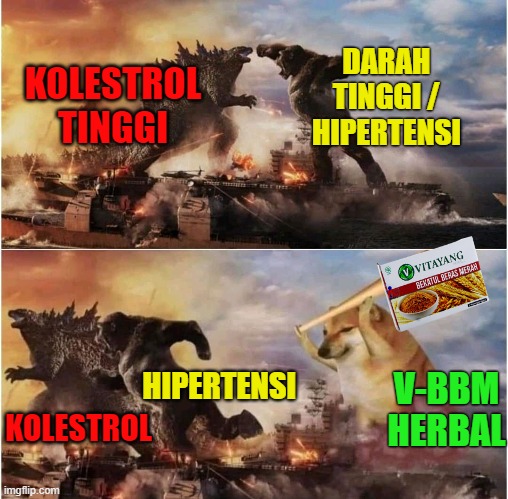 KOLESTROL
TINGGI
DARAH
TINGGI /
HIPERTENSI
VITAYANG
BEKATUL BERAS MERAH
HIPERTENSI
V-BBM
HERBAL
KOLESTROL
imgflip.com